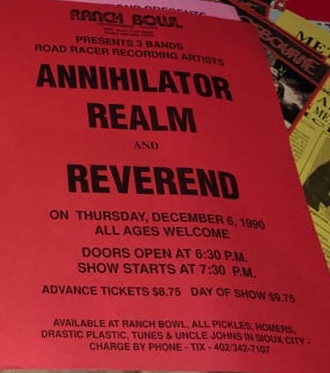 RANCH BOWL
PRESENTS 3 BANDS
ROAD RACER RECORDING ARTISTS
ANNIHILATOR
REALM
AND
REVEREND
ON THURSDAY, DECEMBER 6, 1990
ALL AGES WELCOME
DOORS OPEN AT 6:30 P.M.
SHOW STARTS AT 7:30 P.M.
ADVANCE TICKETS $8.75 DAY OF SHOW $9.75
AVAILABLE AT RANCH BOWL, ALL PICKLES, HOMERS,
DRASTIC PLASTIC, TUNES & UNCLE JOHNS IN SIOUX CITY -
CHARGE BY PHONE - TIX - 402/342-7107